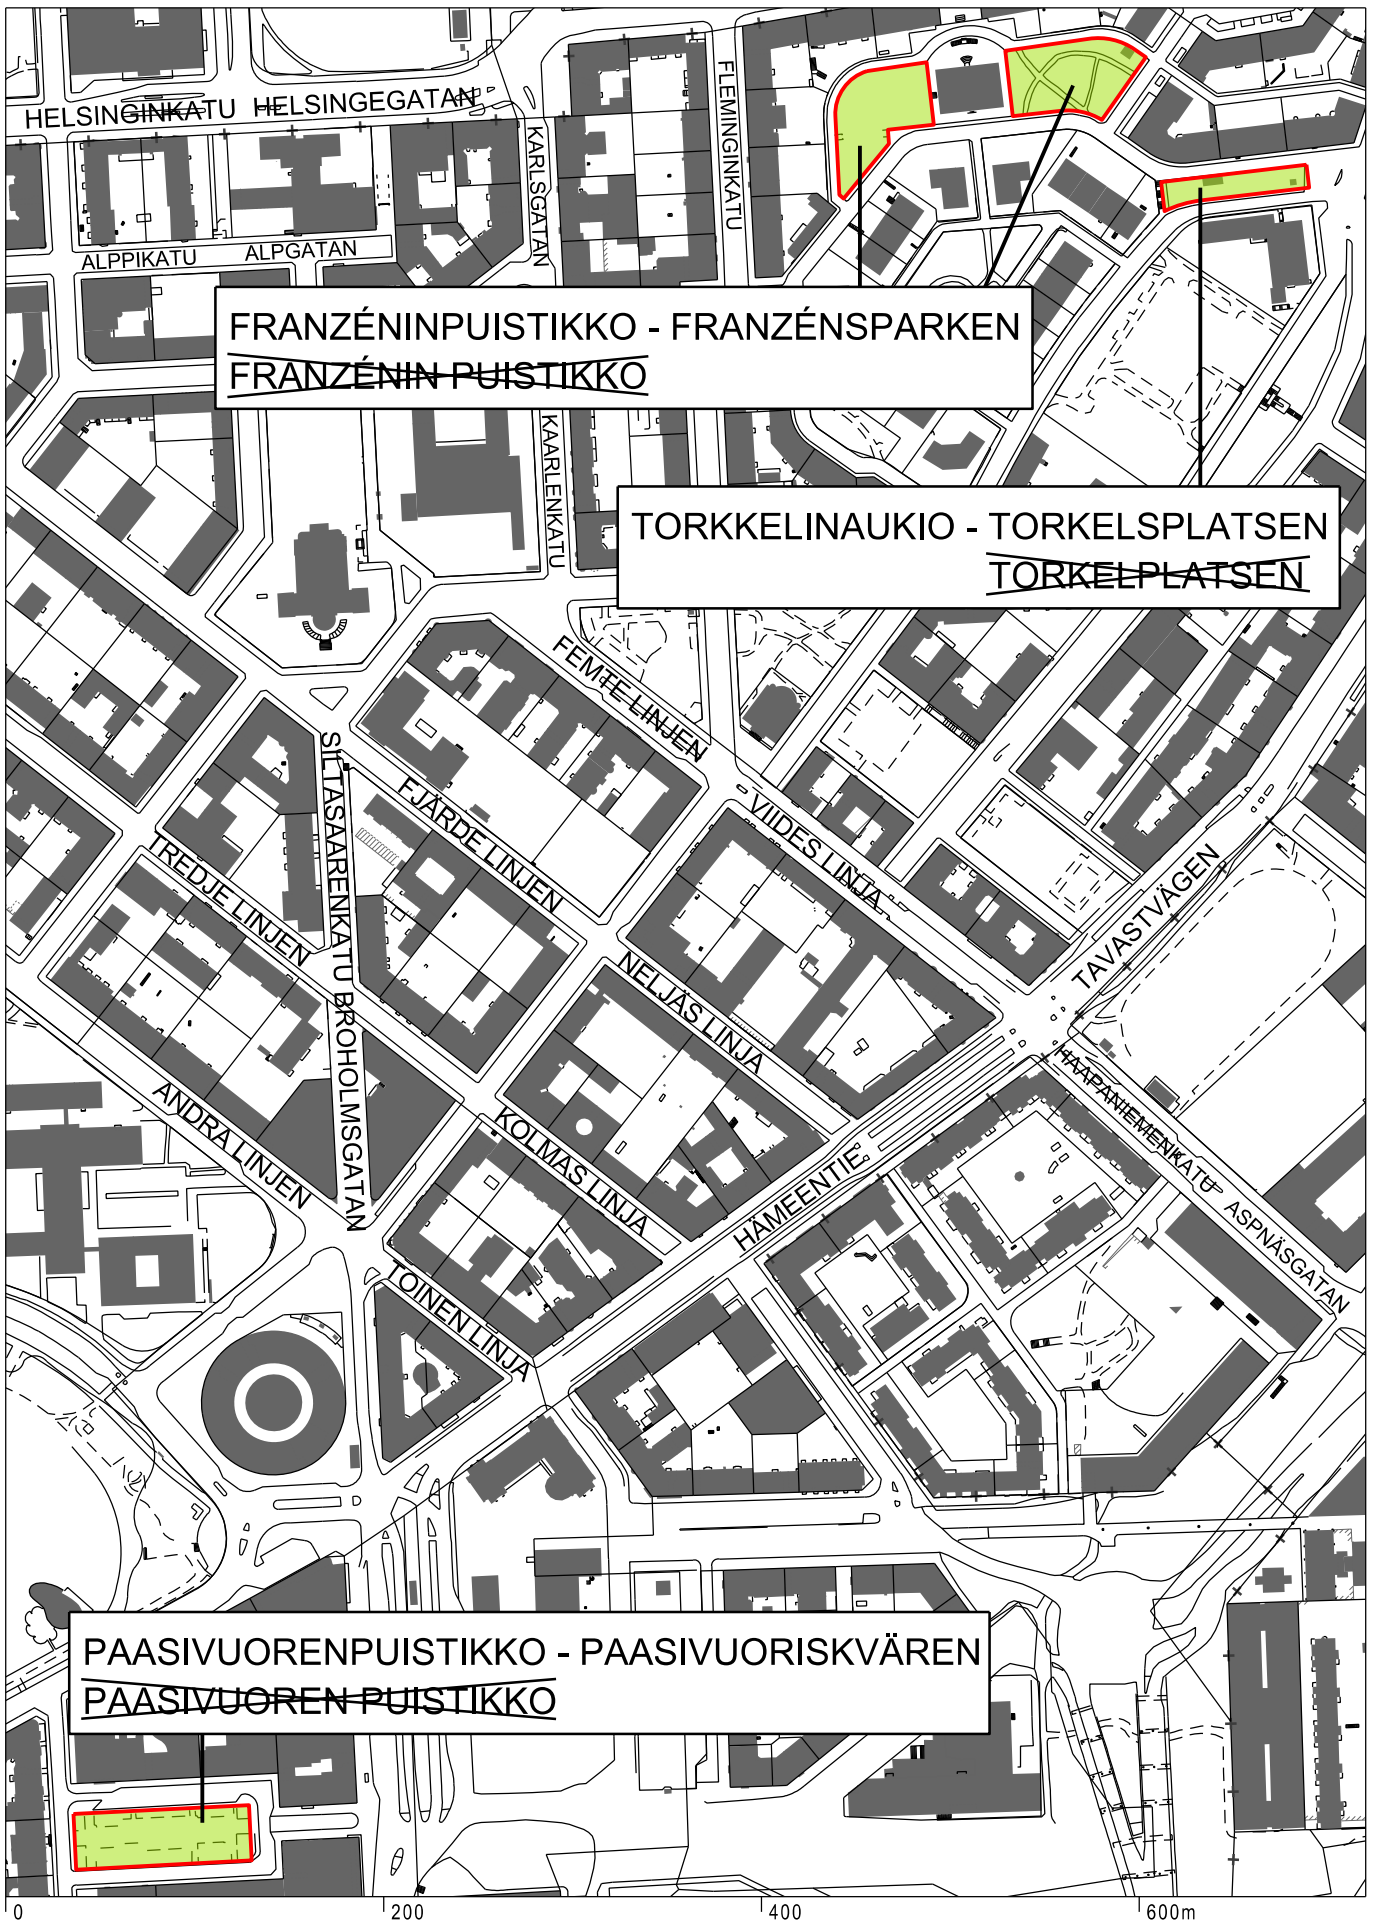 HELSINGINKATU HELSINGEGATAN
KARLSGATAN
FLEMINGINKATU
ALPPIKATU ALPGATAN
FRANZÉNINPUISTIKKO - FRANZÉNSPARKEN
FRANZÉNIN PUISTIKKO
KAARLENKATU
TORKKELINAUKIO - TORKELSPLATSEN
TORKELPLATSEN
FEMTE LINJEN
SILTASAARENKATU BROHOLMSGATAN
FJÄRDE LINJEN
VIIDES LINJA
TREDJE LINJEN
TAVASTVÄGEN
NELJÄS LINJA
HAAPANIEMENKATU ASPNÄSGATAN
ANDRA LINJEN
KOLMAS LINJA
HÄMEENTIE
TOINEN LINJA
PAASIVUORENPUISTIKKO - PAASIVUORISKVÄREN
PAASIVUOREN PUISTIKKO
0 200 400 600m